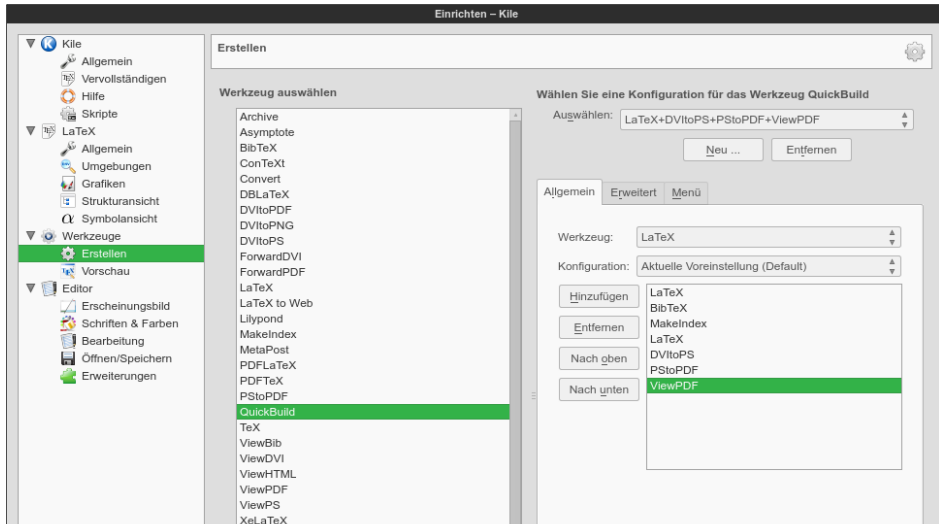 Einrichten – Kile
Kile
Allgemein
Vervollständigen
Hilfe
Skripte
LaTeX
Allgemein
Umgebungen
Grafiken
Strukturansicht
Symbolansicht
Werkzeuge
Erstellen
Vorschau
Editor
Erscheinungsbild
Schriften & Farben
Bearbeitung
Öffnen/Speichern
Erweiterungen
Erstellen
Werkzeug auswählen
Archive
Asymptote
BibTeX
ConTeXt
Convert
DBLaTeX
DVItoPDF
DVItoPNG
DVItoPS
ForwardDVI
ForwardPDF
LaTeX
LaTeX to Web
Lilypond
MakeIndex
MetaPost
PDFLaTeX
PDFTeX
PStoPDF
QuickBuild
TeX
ViewBib
ViewDVI
ViewHTML
ViewPDF
ViewPS
XeLaTeX
Wählen Sie eine Konfiguration für das Werkzeug QuickBuild
Auswählen: LaTeX+DVItoPS+PStoPDF+ViewPDF
Neu ... Entfernen
Allgemein Erweitert Menü
Werkzeug: LaTeX
Konfiguration: Aktuelle Voreinstellung (Default)
Hinzufügen
Entfernen
Nach oben
Nach unten
LaTeX
BibTeX
MakeIndex
LaTeX
DVItoPS
PStoPDF
ViewPDF